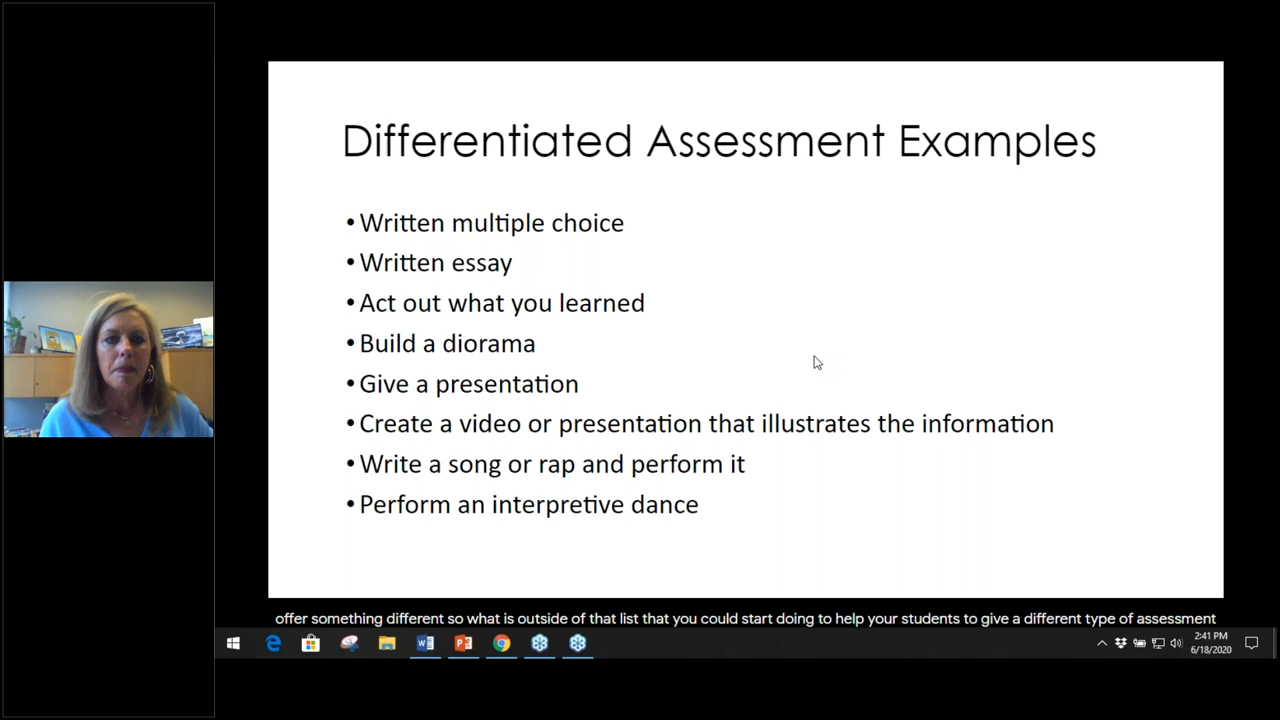 Differentiated Assessment Examples
•Written multiple choice
•Written essay
•Act out what you learned
•Build a diorama
•Give a presentation
•Create a video or presentation that illustrates the information
•Write a song or rap and perform it
•Perform an interpretive dance
offer something different so what is outside of that list that you could start doing to help your students to give a different type of assessment
2:41 PM
6/18/2020